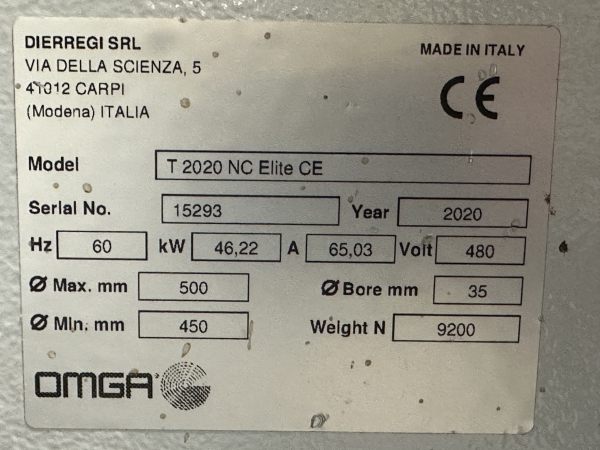 DIERREGI SRL
VIA DELLA SCIENZA, 5
41012 CARPI
(Modena) ITALIA
MADE IN ITALY
CE
Model T 2020 NC Elite CE
Serial No. 15293 Year 2020
Hz 60 kW 46,22 A 65,03 Volt 480
Ø Max. mm 500 Ø Bore mm 35
Ø Min. mm 450 Weight N 9200
OMGA